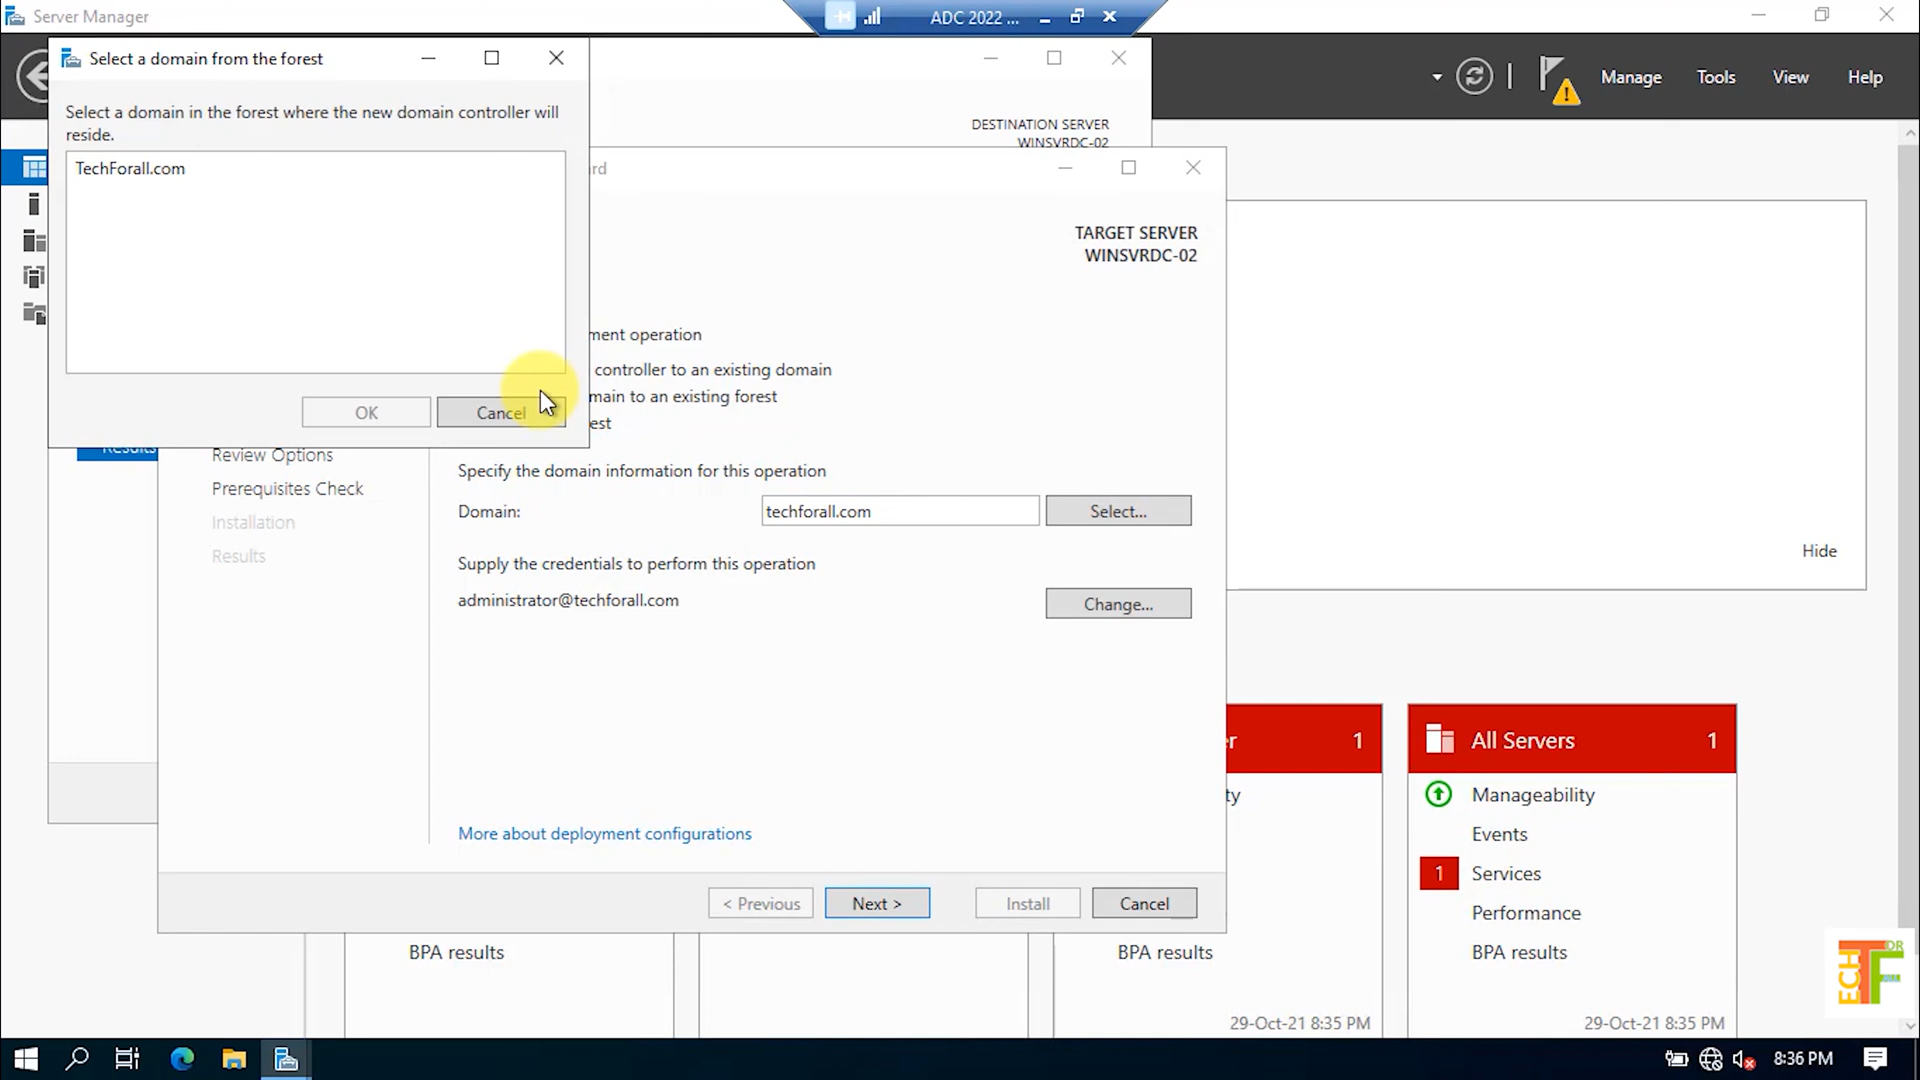 Server Manager
ADC 2022 ...
Manage
Tools
View
Help
Select a domain from the forest
Select a domain in the forest where the new domain controller will
reside.
TechForall.com
OK
Cancel
DESTINATION SERVER
WINSVRDC-02
rd
TARGET SERVER
WINSVRDC-02
ment operation
controller to an existing domain
main to an existing forest
est
Results
Review Options
Prerequisites Check
Installation
Results
Specify the domain information for this operation
Domain:
techforall.com
Select...
Supply the credentials to perform this operation
administrator@techforall.com
Change...
More about deployment configurations
< Previous
Next >
Install
Cancel
Hide
er
1
ty
BPA results
BPA results
29-Oct-21 8:35 PM
All Servers
1
Manageability
Events
1
Services
Performance
BPA results
29-Oct-21 8:35 PM
TECH
F
OR
ALL
8:36 PM